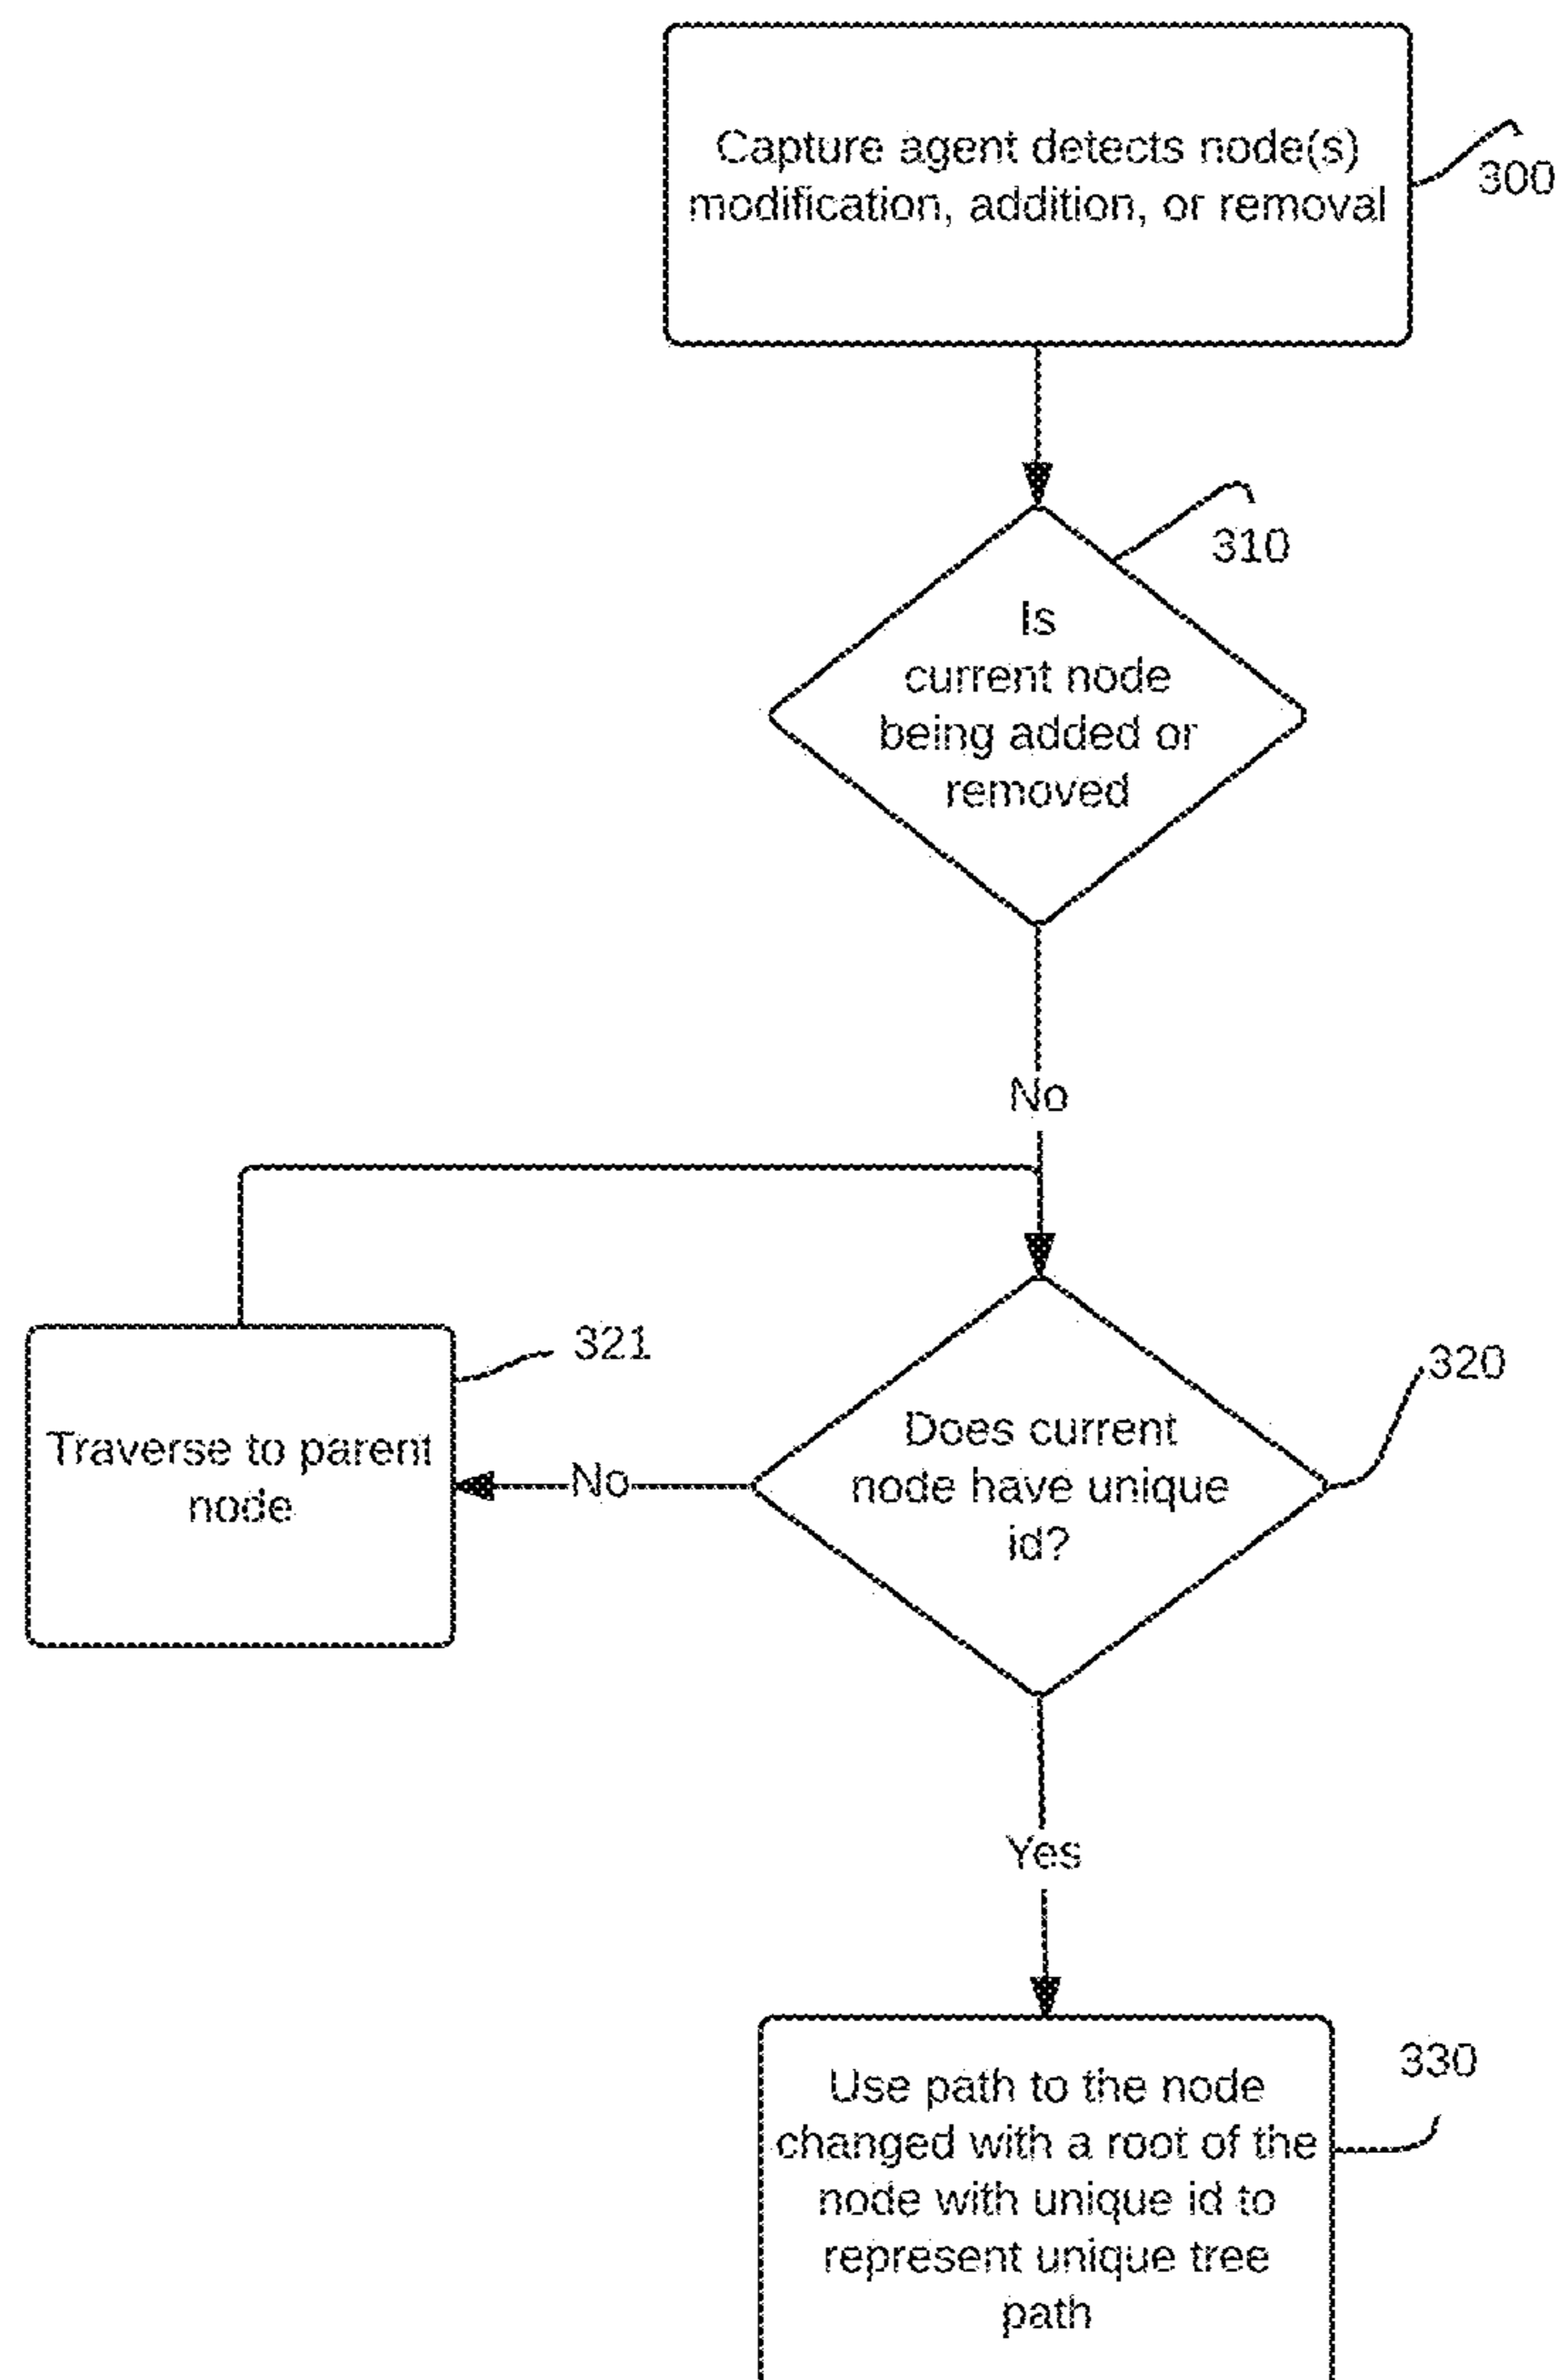 Capture agent detects node(s)
modification, addition, or removal
300
310
Is
current node
being added or
removed
No
321
320
Traverse to parent
node
No
Does current
node have unique
id?
Yes
330
Use path to the node
changed with a root of the
node with unique id to
represent unique tree
path